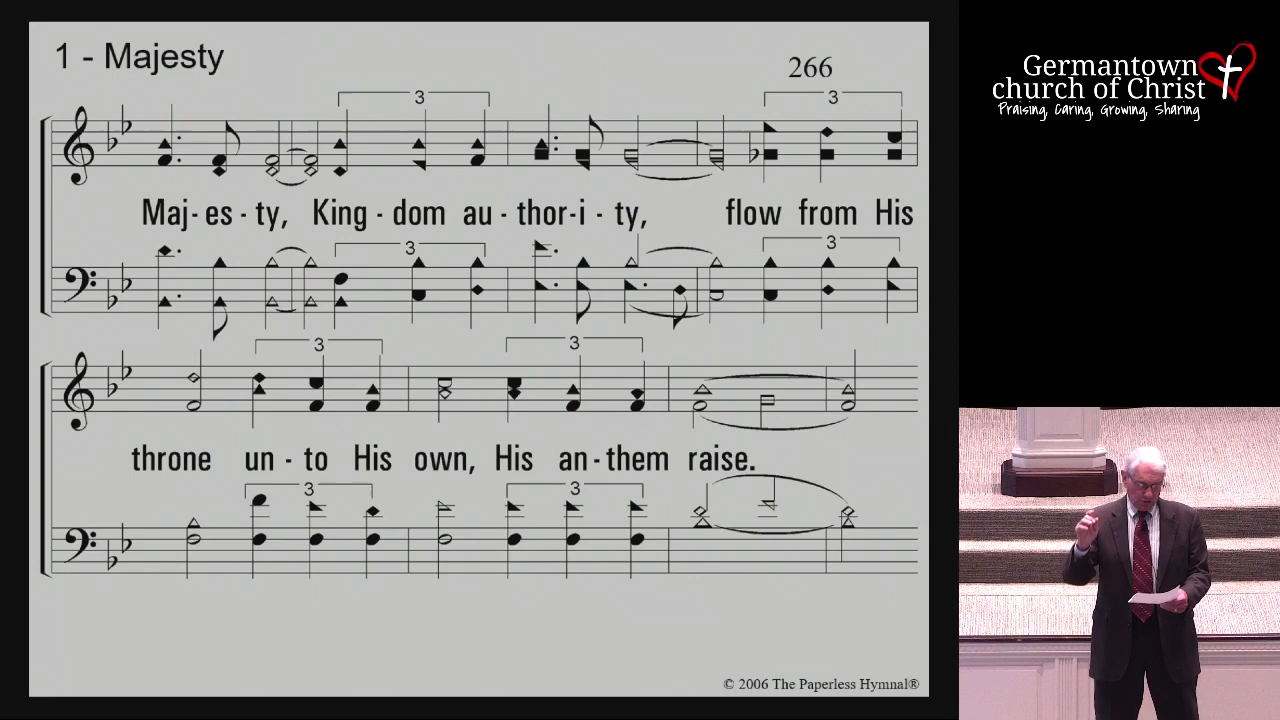 1 - Majesty
266
3
3
Maj - es - ty, King - dom au - thor - i - ty, flow from His
3
3
3
3
throne un - to His own, His an - them raise.
3
3
© 2006 The Paperless Hymnal®
Germantown
church of Christ
Praising, Caring, Growing, Sharing